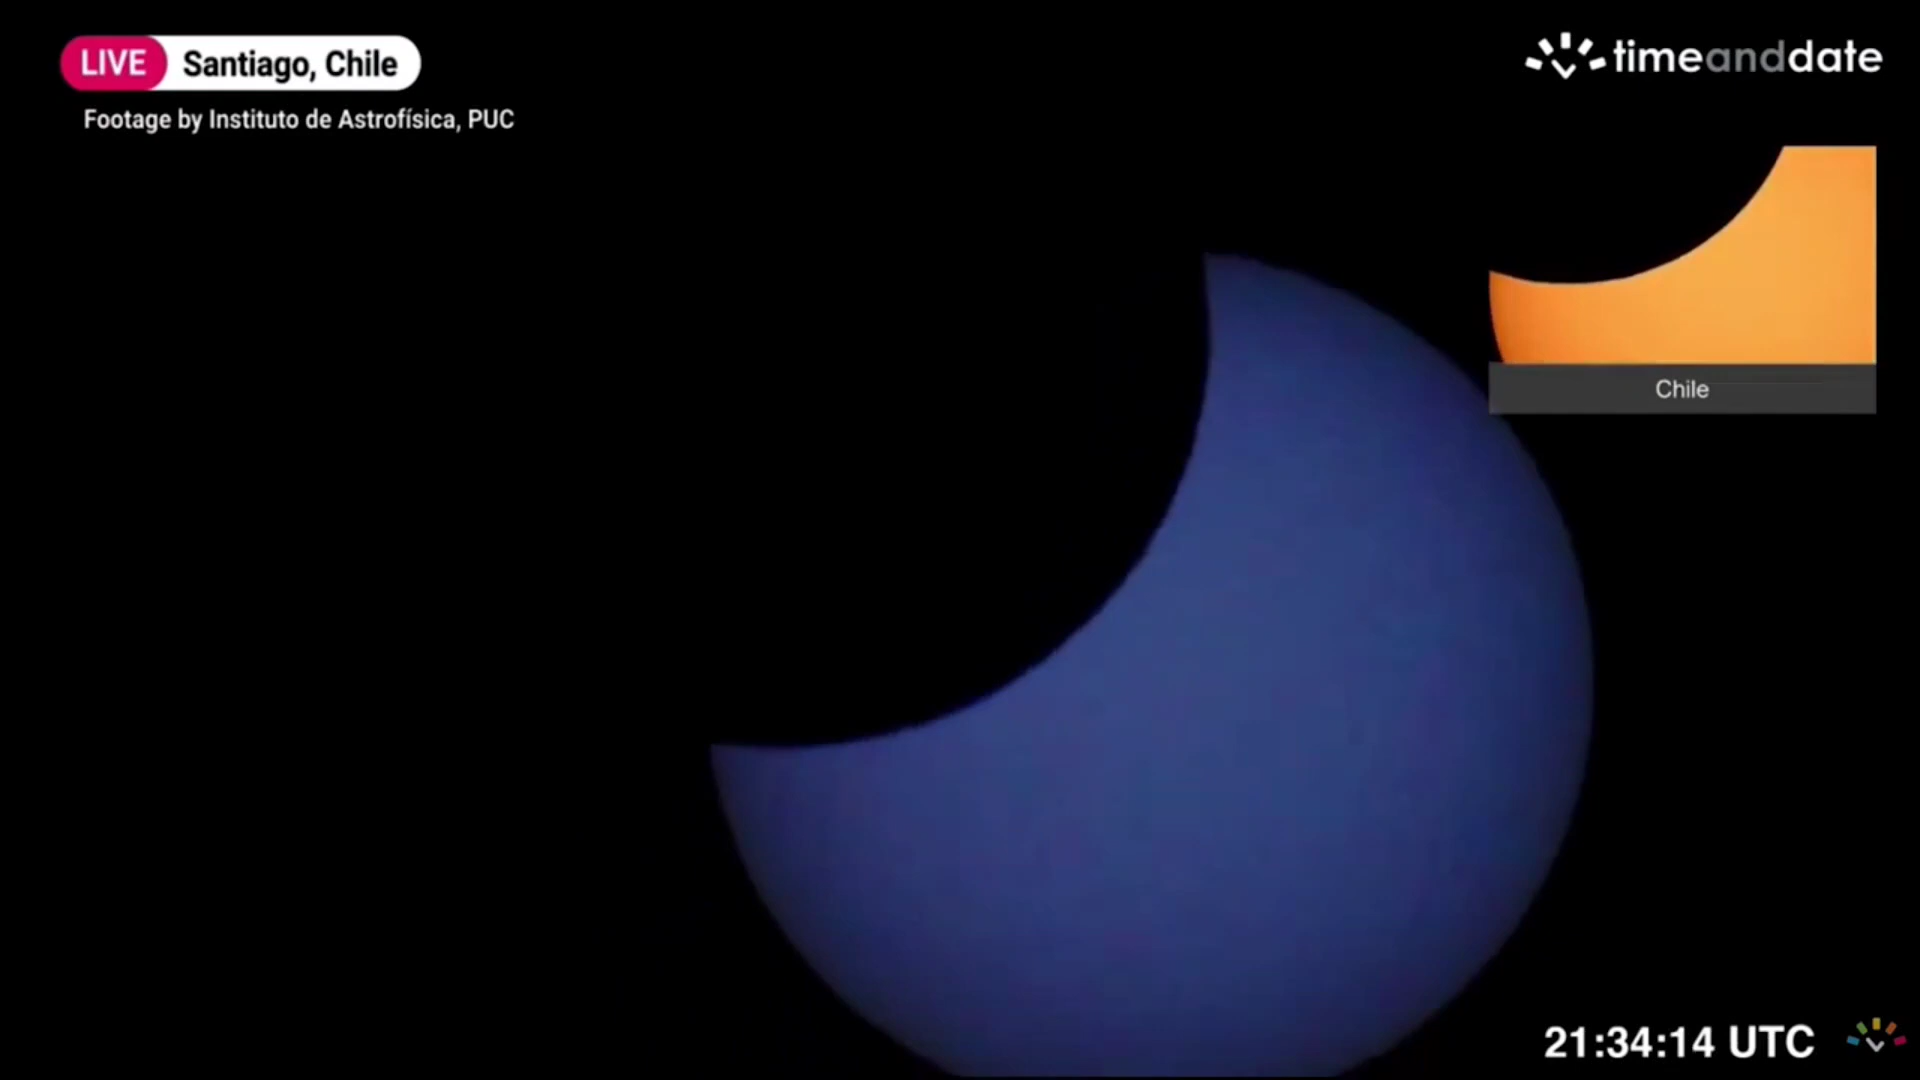 LIVE Santiago, Chile
Footage by Instituto de Astrofísica, PUC
timeanddate
Chile
21:34:14 UTC